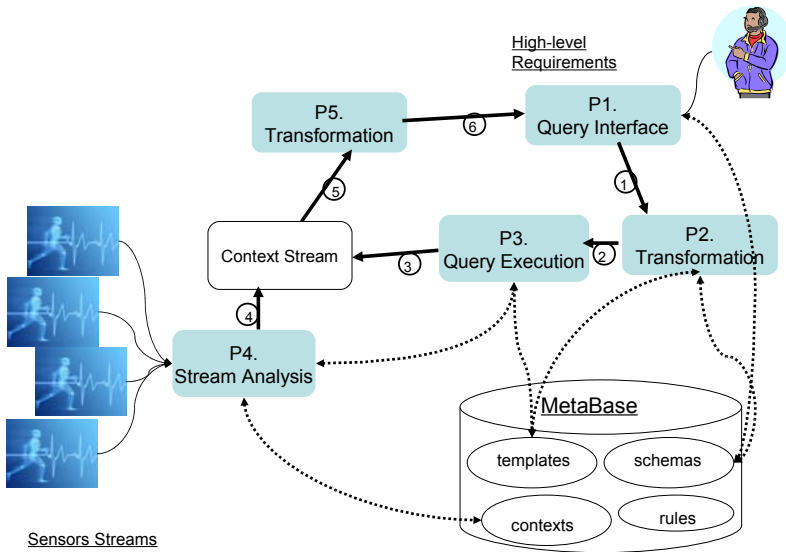 High-level
Requirements
P5.
Transformation
6
P1.
Query Interface
1
5
P2.
Transformation
2
P3.
Query Execution
3
Context Stream
4
P4.
Stream Analysis
MetaBase
templates
schemas
contexts
rules
Sensors Streams